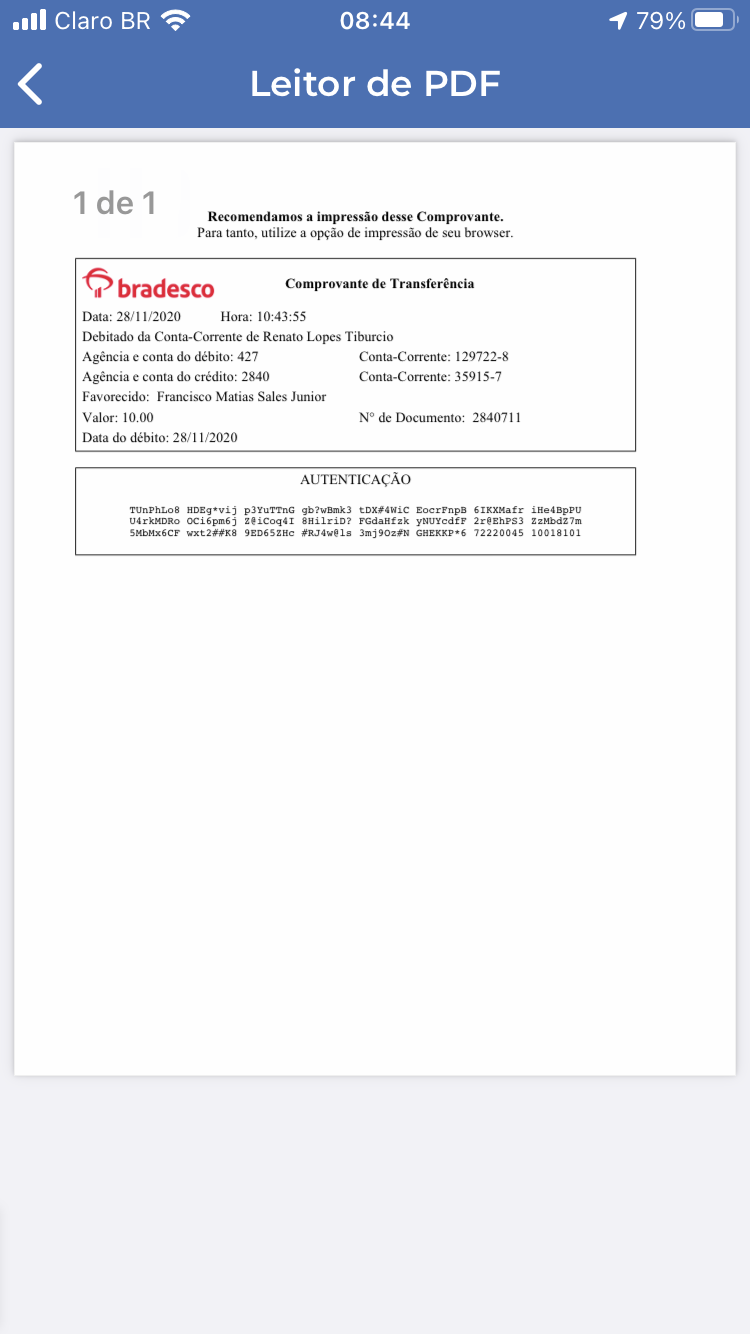 Claro BR 08:44 79%
Leitor de PDF
1 de 1
Recomendamos a impressão desse Comprovante.
Para tanto, utilize a opção de impressão de seu browser.
bradesco Comprovante de Transferência
Data: 28/11/2020 Hora: 10:43:55
Debitado da Conta-Corrente de Renato Lopes Tiburcio
Agência e conta do débito: 427 Conta-Corrente: 129722-8
Agência e conta do crédito: 2840 Conta-Corrente: 35915-7
Favorecido: Francisco Matias Sales Junior
Valor: 10.00 N° de Documento: 2840711
Data do débito: 28/11/2020
AUTENTICAÇÃO
TUnPhLo8 HDEg*vij p3YuTTnG gb?wBmk3 tDX#4WiC EocrFnpB 6IKXMafr iHe4BpPU
U4rkMDRo OCi6pm6j Z@iCoq4I 8HilriD? FGdaHfzk yNUYcdfF 2r@EhPS3 ZzMbdZ7m
5MbMx6CF wxt2##K8 9ED65ZHc #RJ4w@ls 3mj9Oz#N GHEKKP*6 72220045 10018101